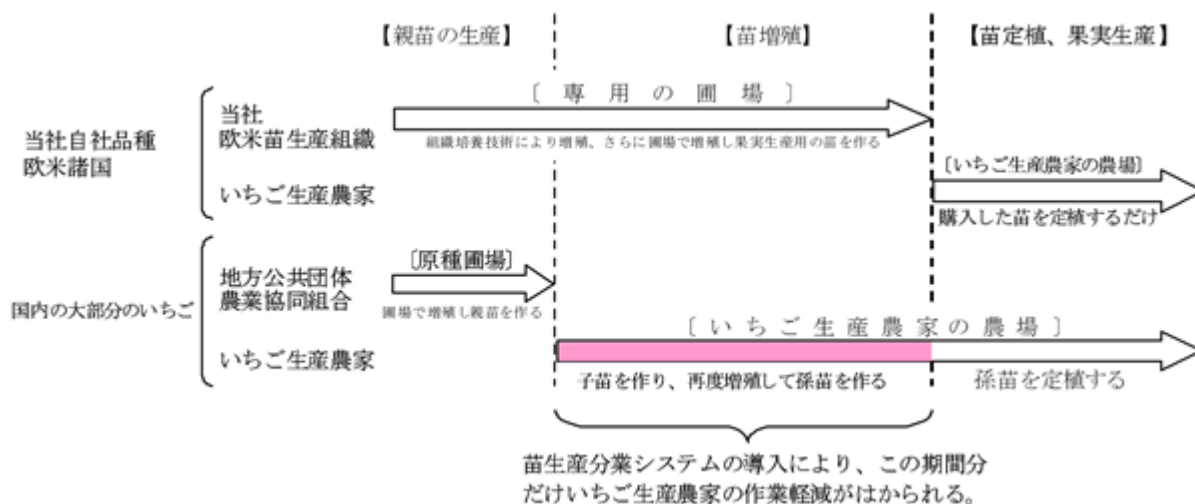 【親苗の生産】
【苗増殖】
【苗定植、果実生産】
当社自社品種
欧米諸国
当社
欧米苗生産組織
〔専用の圃場〕
組織培養技術により増殖、さらに圃場で増殖し果実生産用の苗を作る
いちご生産農家
〔いちご生産農家の農場〕
購入した苗を定植するだけ
国内の大部分のいちご
地方公共団体
農業協同組合
〔原種圃場〕
圃場で増殖し親苗を作る
いちご生産農家
〔いちご生産農家の農場〕
子苗を作り、再度増殖して孫苗を作る
孫苗を定植する
苗生産分業システムの導入により、この期間分
だけいちご生産農家の作業軽減がはかられる。